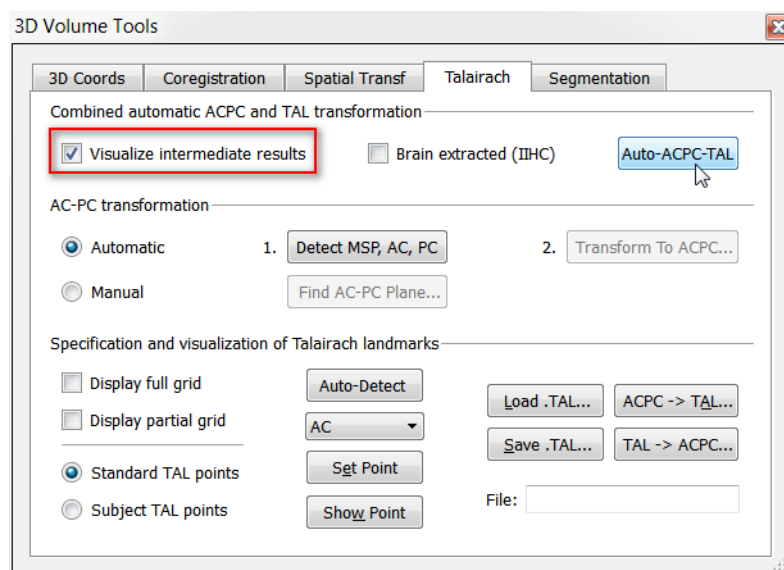 3D Volume Tools
3D Coords Coregistration Spatial Transf Talairach Segmentation
Combined automatic ACPC and TAL transformation
Visualize intermediate results Brain extracted (IIHC) Auto-ACPC-TAL
AC-PC transformation
Automatic 1. Detect MSP, AC, PC 2. Transform To ACPC...
Manual Find AC-PC Plane...
Specification and visualization of Talairach landmarks
Display full grid Auto-Detect Load .TAL... ACPC -> TAL...
Display partial grid AC Save .TAL... TAL -> ACPC...
Standard TAL points Set Point
Subject TAL points Show Point File: